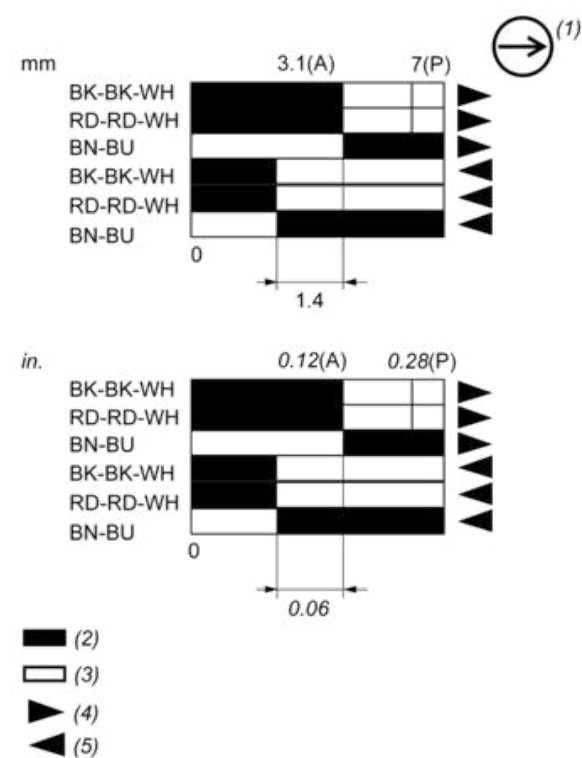 (1)
mm 3.1(A) 7(P)
BK-BK-WH
RD-RD-WH
BN-BU
BK-BK-WH
RD-RD-WH
BN-BU
0
1.4
in. 0.12(A) 0.28(P)
BK-BK-WH
RD-RD-WH
BN-BU
BK-BK-WH
RD-RD-WH
BN-BU
0
0.06
(2)
(3)
(4)
(5)